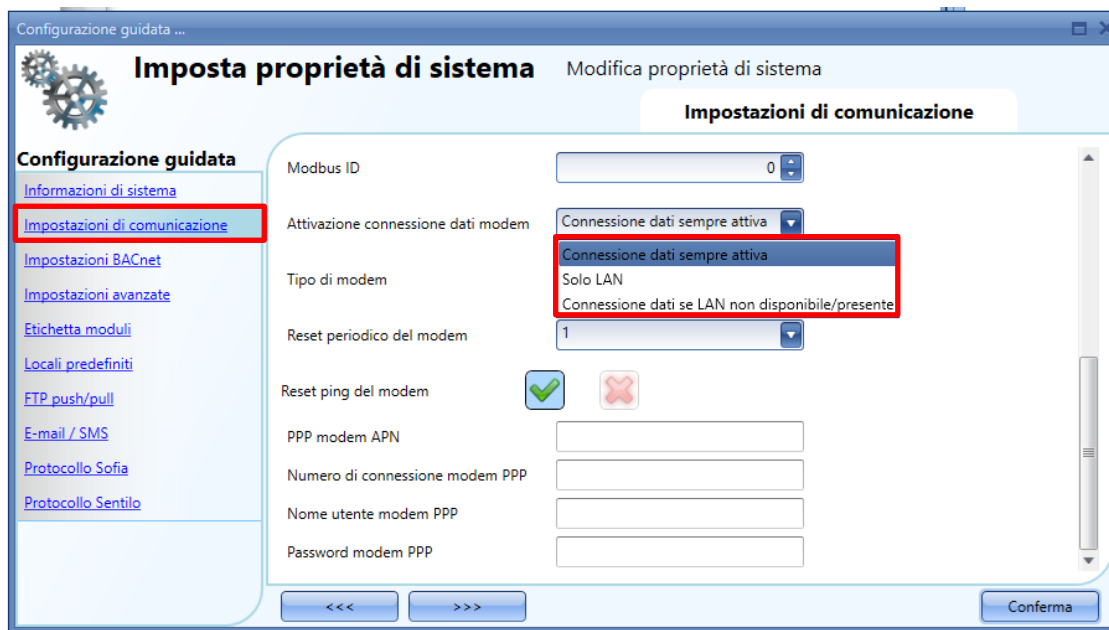 Configurazione guidata ...
Imposta proprietà di sistema
Modifica proprietà di sistema
Impostazioni di comunicazione
Configurazione guidata
Informazioni di sistema
Impostazioni di comunicazione
Impostazioni BACnet
Impostazioni avanzate
Etichetta moduli
Locali predefiniti
FTP push/pull
E-mail / SMS
Protocollo Sofia
Protocollo Sentilo
Modbus ID
0
Attivazione connessione dati modem
Connessione dati sempre attiva
Connessione dati sempre attiva
Solo LAN
Connessione dati se LAN non disponibile/presente
Tipo di modem
Reset periodico del modem
1
Reset ping del modem
PPP modem APN
Numero di connessione modem PPP
Nome utente modem PPP
Password modem PPP
<<<
>>>
Conferma